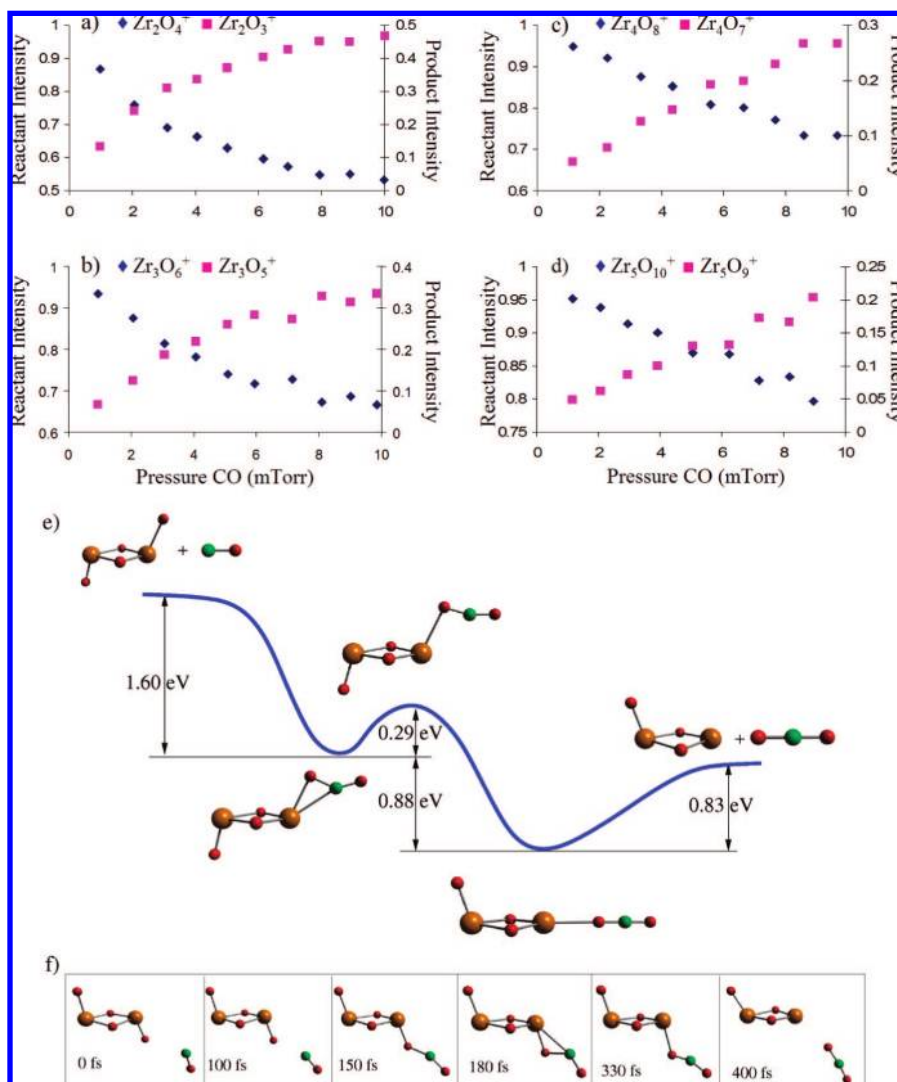 a) Zr₂O₄⁺ Zr₂O₃⁺
Reactant Intensity
1
0.9
0.8
0.7
0.6
0.5
0 2 4 6 8 10
0.5
0.4
0.3
0.2
0.1
0
Product Intensity
c) Zr₄O₈⁺ Zr₄O₇⁺
Reactant Intensity
1
0.9
0.8
0.7
0.6
0 2 4 6 8 10
0.3
0.2
0.1
0
Product Intensity
b) Zr₃O₆⁺ Zr₃O₅⁺
Reactant Intensity
1
0.9
0.8
0.7
0.6
0 2 4 6 8 10
0.4
0.3
0.2
0.1
0
Product Intensity
Pressure CO (mTorr)
d) Zr₅O₁₀⁺ Zr₅O₉⁺
Reactant Intensity
1
0.95
0.9
0.85
0.8
0.75
0 2 4 6 8 10
0.25
0.2
0.15
0.1
0.05
0
Product Intensity
Pressure CO (mTorr)
e)
+
1.60 eV
0.29 eV
+
0.88 eV
0.83 eV
f)
0 fs
100 fs
150 fs
180 fs
330 fs
400 fs